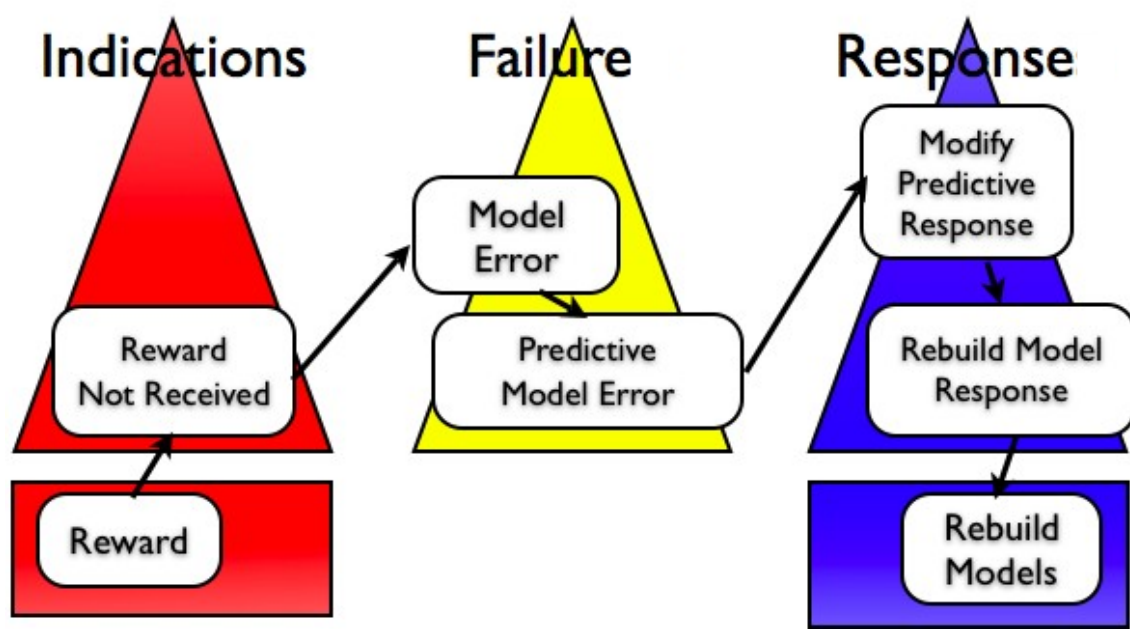 Indications
Failure
Response
Modify
Predictive
Response
Model
Error
Reward
Not Received
Predictive
Model Error
Rebuild Model
Response
Reward
Rebuild
Models